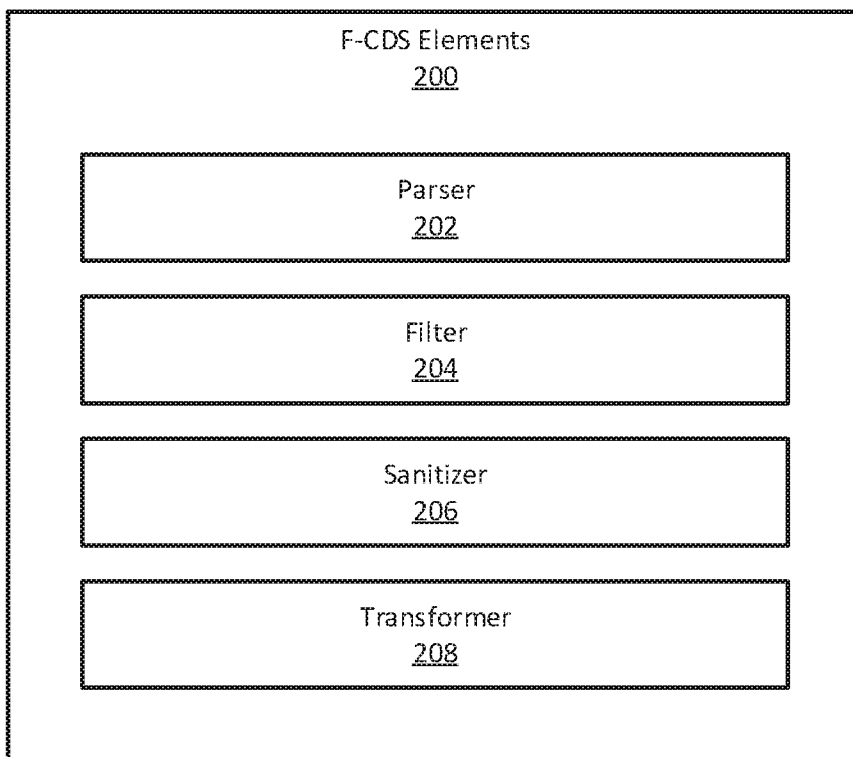 F-CDS Elements
200
Parser
202
Filter
204
Sanitizer
206
Transformer
208